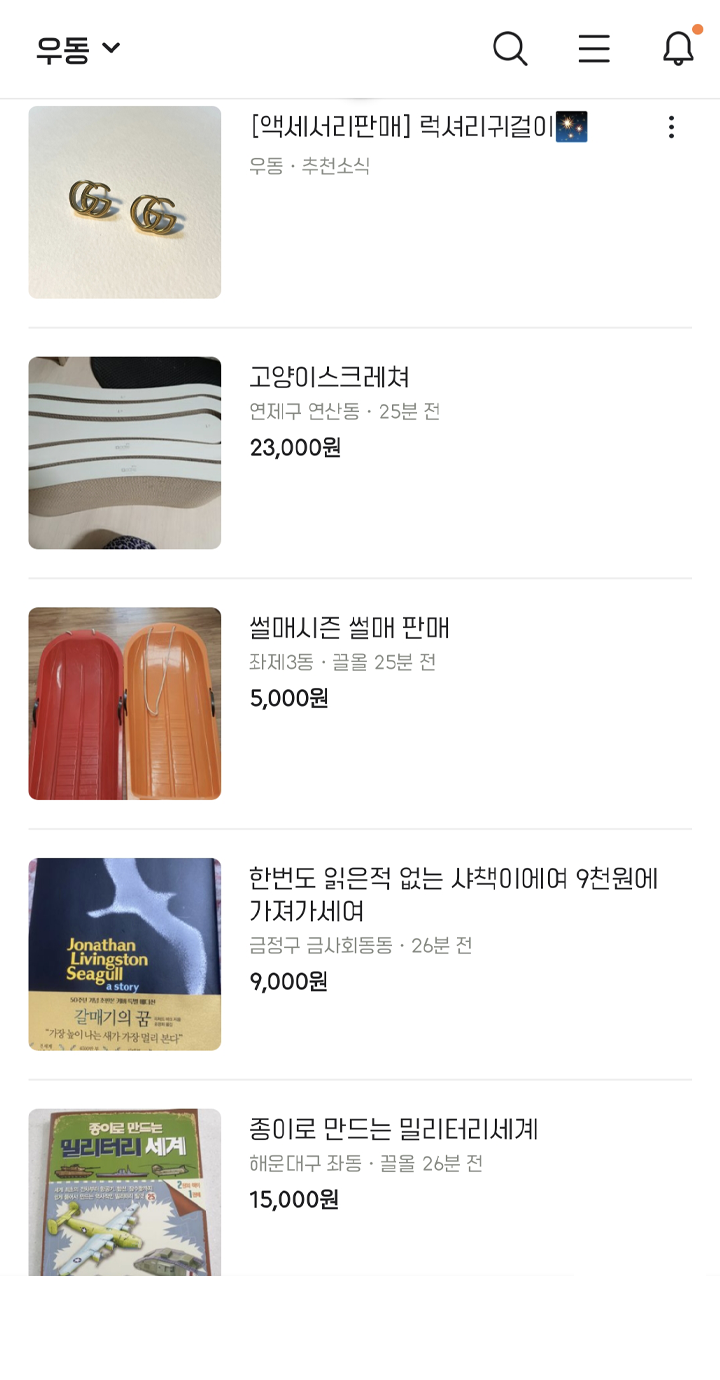 우동
[액세서리판매] 럭셔리귀걸이🎇
우동 · 추천소식
고양이스크레쳐
연제구 연산동 · 25분 전
23,000원
썰매시즌 썰매 판매
좌제3동 · 끌올 25분 전
5,000원
Jonathan
Livingston
Seagull
a story
갈매기의 꿈
"가장 높이 나는 새가 가장 멀리 본다"
한번도 읽은적 없는 샤책이에여 9천원에
가져가세여
금정구 금사회동동 · 26분 전
9,000원
종이로 만드는
밀리터리 세계
종이로 만드는 밀리터리세계
해운대구 좌동 · 끌올 26분 전
15,000원